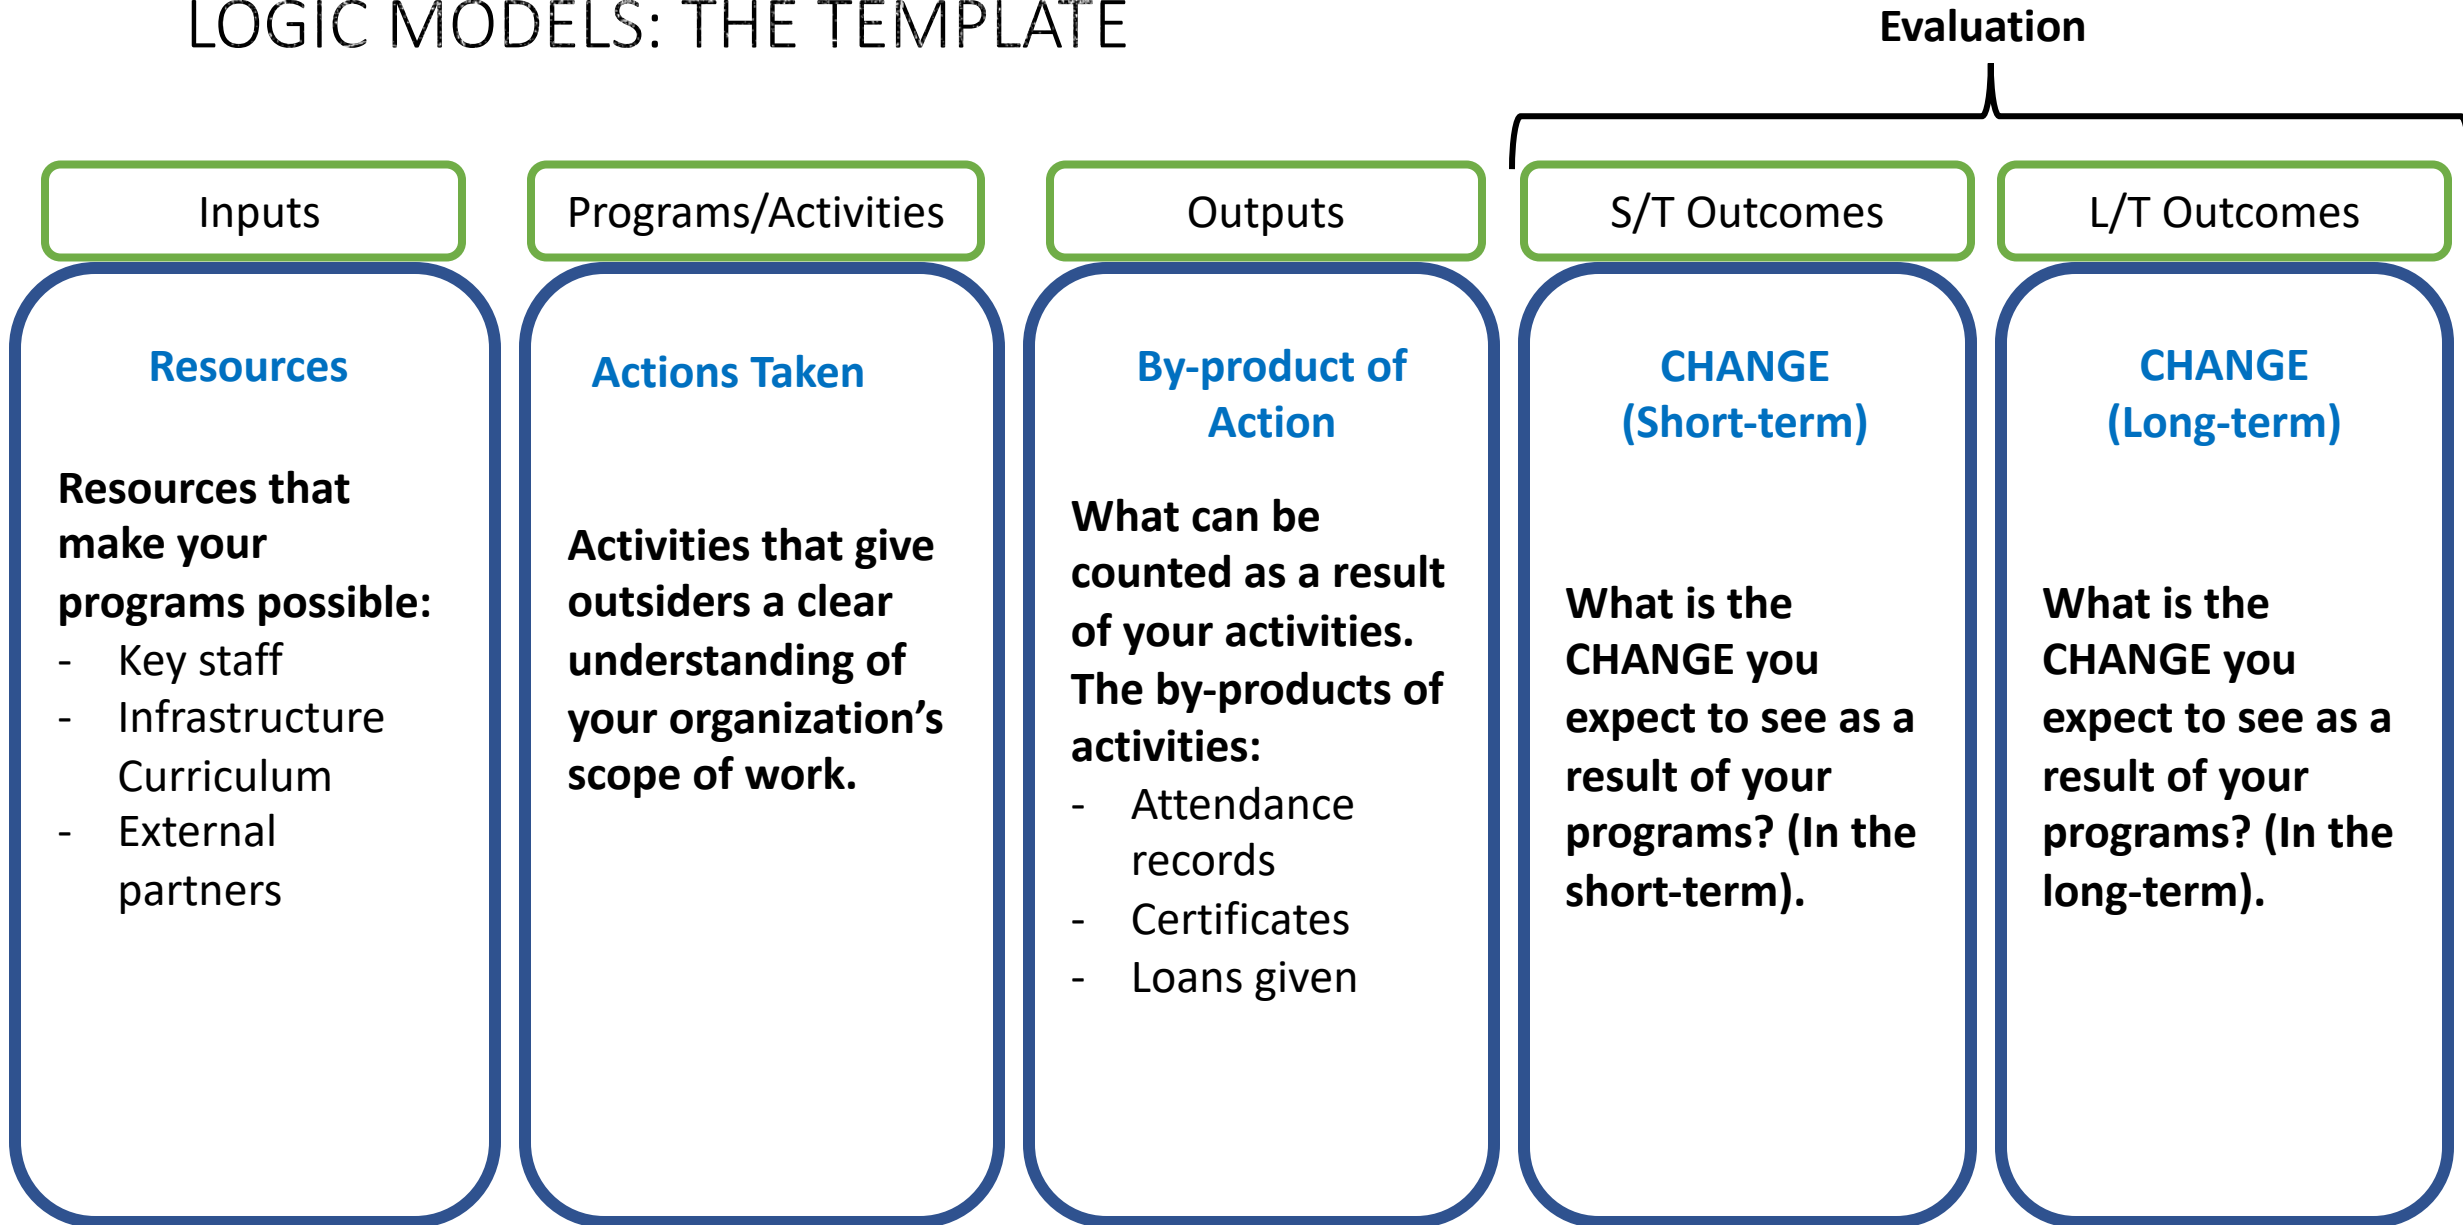 LOGIC MODELS: THE TEMPLATE
Evaluation
Inputs
Programs/Activities
Outputs
S/T Outcomes
L/T Outcomes
Resources
Resources that
make your
programs possible:
- Key staff
- Infrastructure
Curriculum
- External
partners
Actions Taken
Activities that give
outsiders a clear
understanding of
your organization’s
scope of work.
By-product of
Action
What can be
counted as a result
of your activities.
The by-products of
activities:
- Attendance
records
- Certificates
- Loans given
CHANGE
(Short-term)
What is the
CHANGE you
expect to see as a
result of your
programs? (In the
short-term).
CHANGE
(Long-term)
What is the
CHANGE you
expect to see as a
result of your
programs? (In the
long-term).